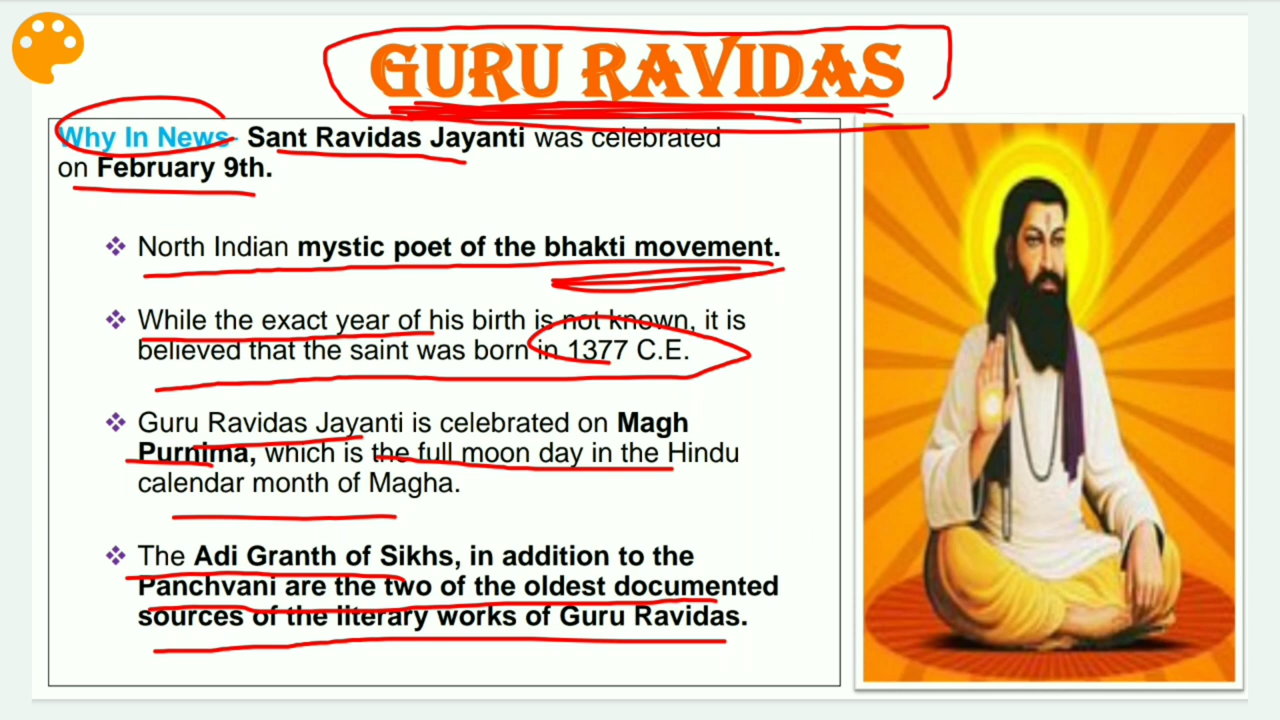 GURU RAVIDAS
Why In News- Sant Ravidas Jayanti was celebrated
on February 9th.
❖ North Indian mystic poet of the bhakti movement.
❖ While the exact year of his birth is not known, it is
believed that the saint was born in 1377 C.E.
❖ Guru Ravidas Jayanti is celebrated on Magh
Purnima, which is the full moon day in the Hindu
calendar month of Magha.
❖ The Adi Granth of Sikhs, in addition to the
Panchvani are the two of the oldest documented
sources of the literary works of Guru Ravidas.